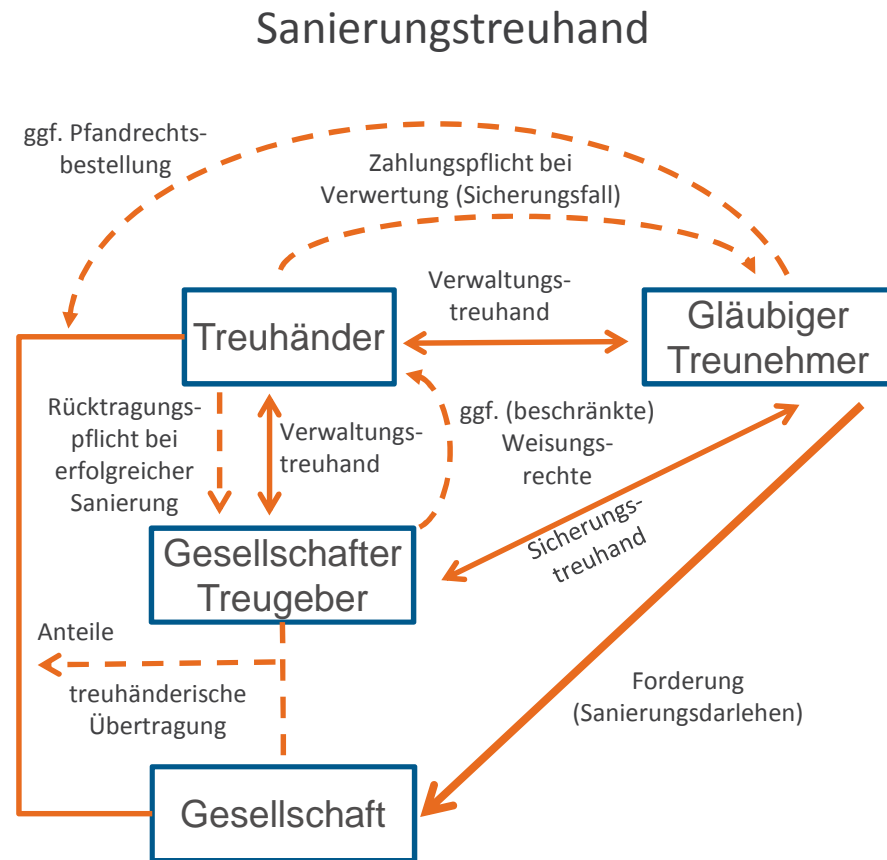 Sanierungstreuhand
ggf. Pfandrechts-
bestellung
Zahlungspflicht bei
Verwertung (Sicherungsfall)
Verwaltungs-
treuhand
Treuhänder
Gläubiger
Treunehmer
Rücktragungs-
pflicht bei
erfolgreicher
Sanierung
Verwaltungs-
treuhand
ggf. (beschränkte)
Weisungs-
rechte
Sicherungs-
treuhand
Gesellschafter
Treugeber
Anteile
treuhänderische
Übertragung
Forderung
(Sanierungsdarlehen)
Gesellschaft